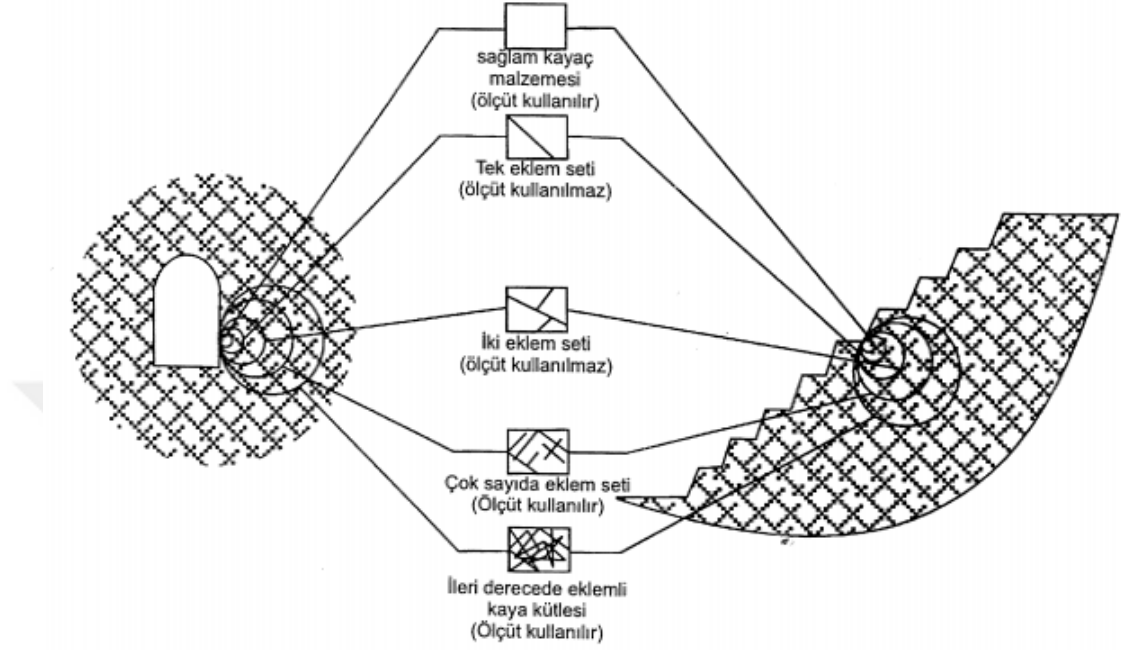 sağlam kayaç
malzemesi
(ölçüt kullanılır)
Tek eklem seti
(ölçüt kullanılmaz)
İki eklem seti
(ölçüt kullanılmaz)
Çok sayıda eklem seti
(Ölçüt kullanılır)
İleri derecede eklemli
kaya kütlesi
(Ölçüt kullanılır)